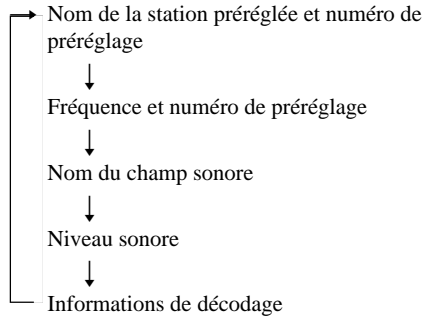 Nom de la station préréglée et numéro de
préréglage
Fréquence et numéro de préréglage
Nom du champ sonore
Niveau sonore
Informations de décodage